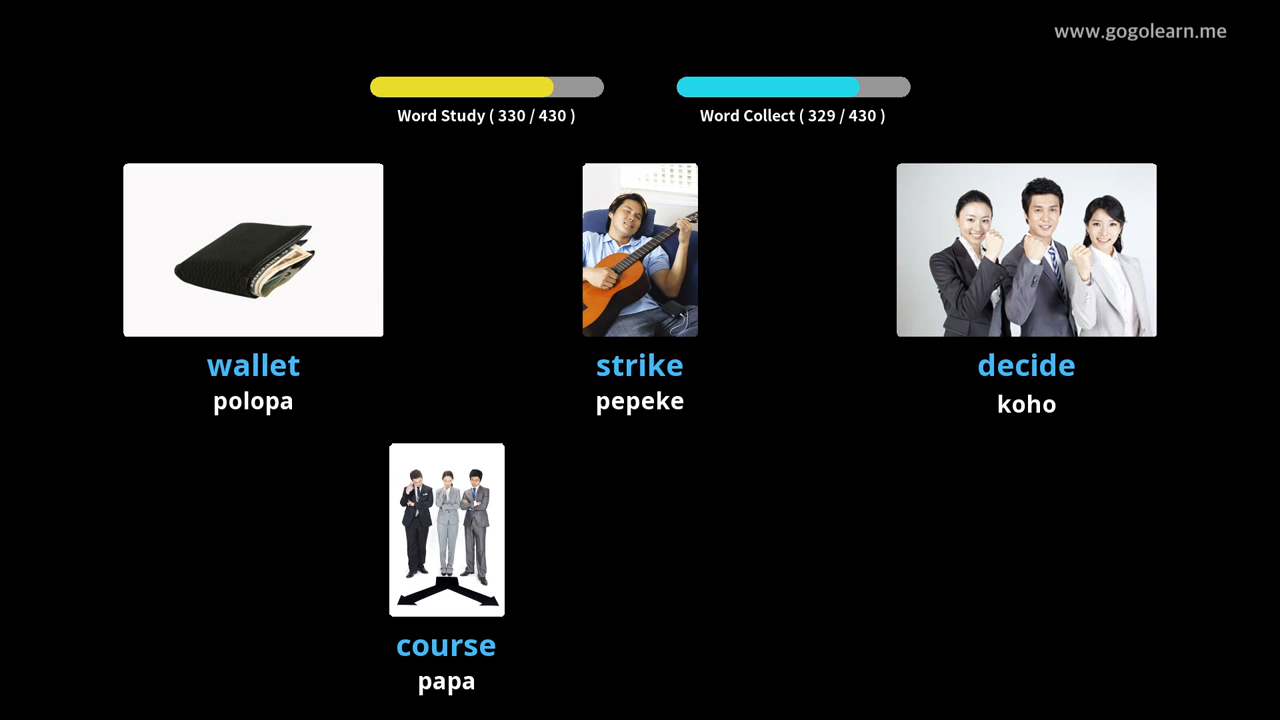 www.gogolearn.me
Word Study ( 330 / 430 )
Word Collect ( 329 / 430 )
wallet
polopa
strike
pepeke
decide
koho
course
papa